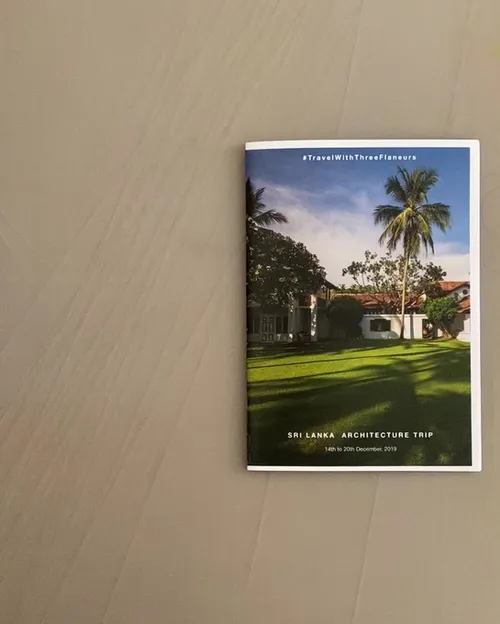 #TravelWithThreeFlaneurs
SRI LANKA ARCHITECTURE TRIP
14th to 20th December, 2019